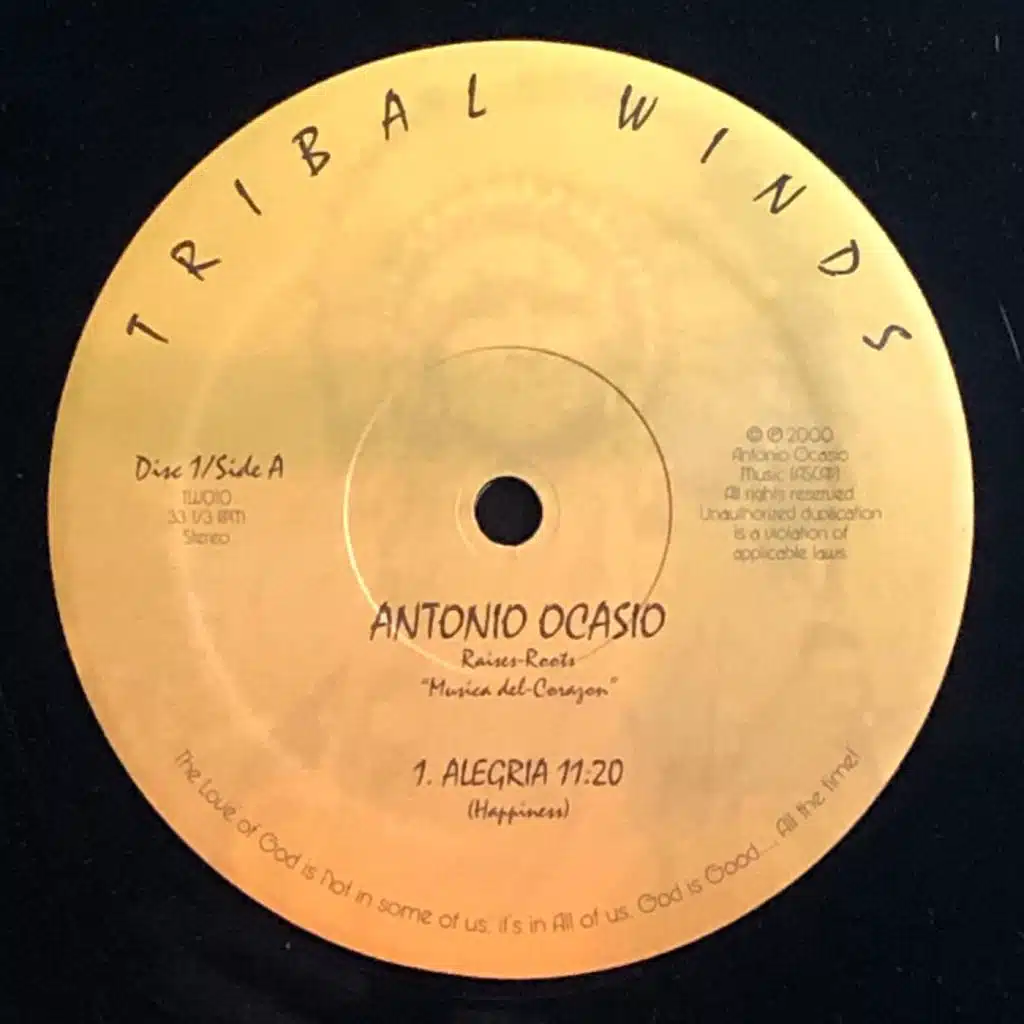 TRIBAL WINDS
Disc 1/Side A
TW010
33 1/3 RPM
Stereo
© ℗ 2000
Antonio Ocasio
Music (ASCAP)
All rights reserved.
Unauthorized duplication
is a violation of
applicable laws.
ANTONIO OCASIO
Raises-Roots
"Musica del-Corazon"
1. ALEGRIA 11:20
(Happiness)
The Love of God is Not in some of us, it's in All of us. God is Good.... All the time!